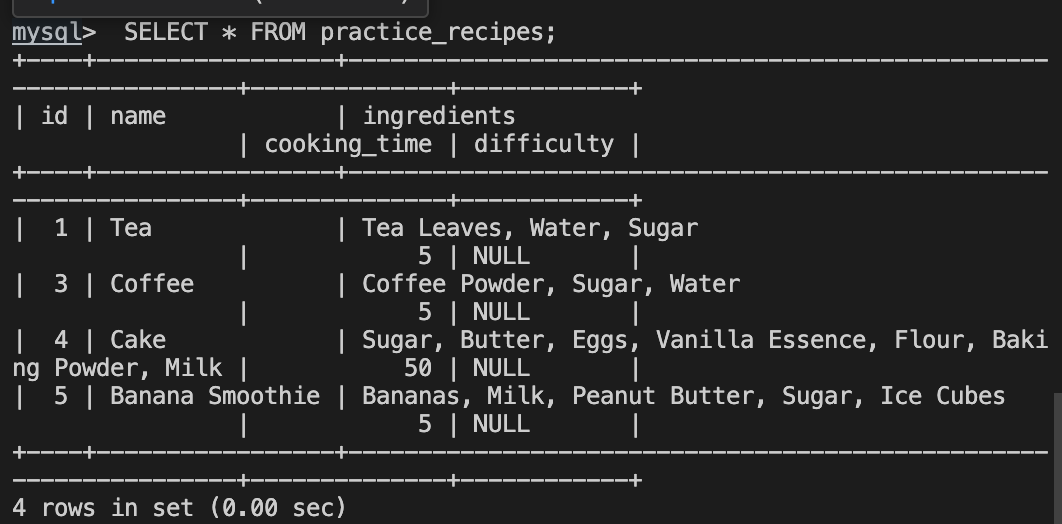 mysql>  SELECT * FROM practice_recipes;
+----+-----------------+--------------------------------------------------
----------------+--------------+------------+
| id | name            | ingredients
                | cooking_time | difficulty |
+----+-----------------+--------------------------------------------------
----------------+--------------+------------+
|  1 | Tea             | Tea Leaves, Water, Sugar
                |            5 | NULL       |
|  3 | Coffee          | Coffee Powder, Sugar, Water
                |            5 | NULL       |
|  4 | Cake            | Sugar, Butter, Eggs, Vanilla Essence, Flour, Baki
ng Powder, Milk |           50 | NULL       |
|  5 | Banana Smoothie | Bananas, Milk, Peanut Butter, Sugar, Ice Cubes
                |            5 | NULL       |
+----+-----------------+--------------------------------------------------
----------------+--------------+------------+
4 rows in set (0.00 sec)